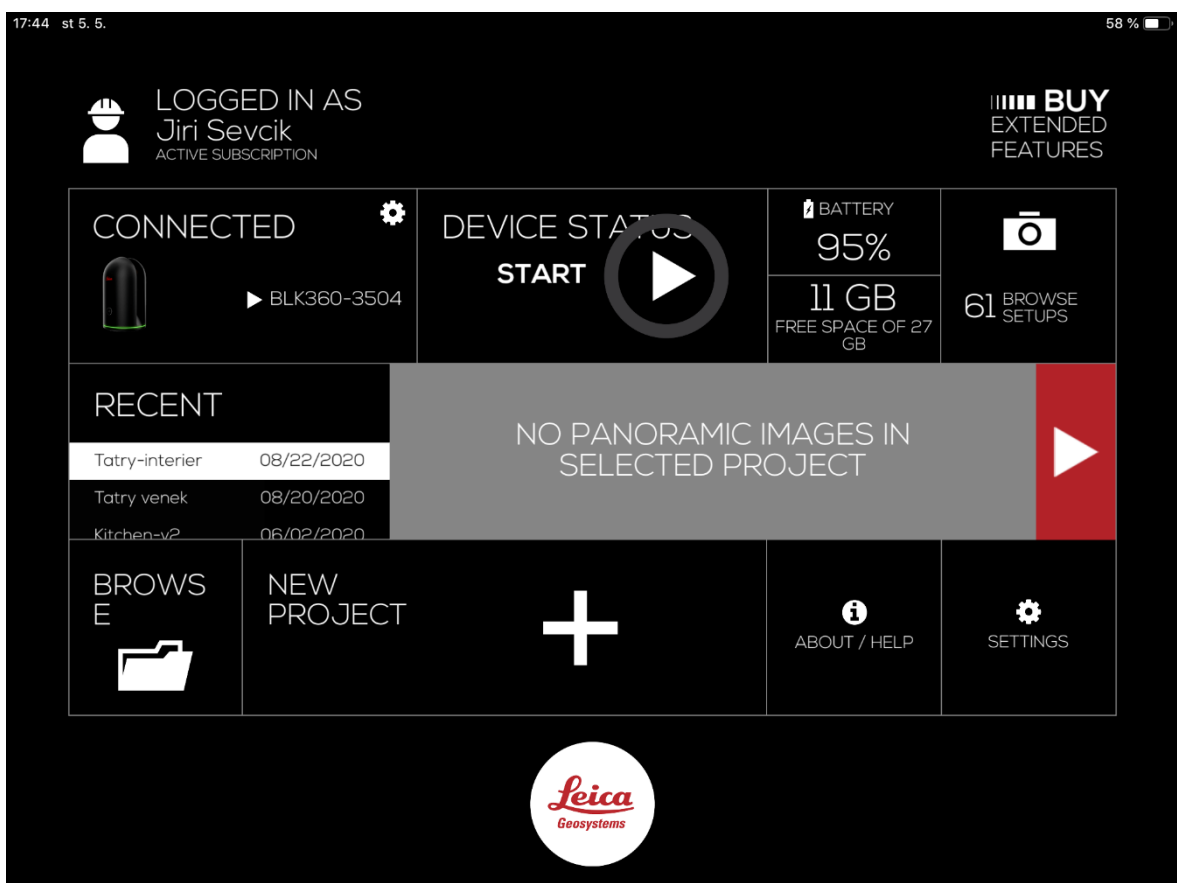 17:44 st 5. 5.
58 %
LOGGED IN AS
Jiri Sevcik
ACTIVE SUBSCRIPTION
BUY
EXTENDED
FEATURES
CONNECTED
BLK360-3504
DEVICE STATUS
START
BATTERY
95%
11 GB
FREE SPACE OF 27
GB
61 BROWSE
SETUPS
RECENT
Tatry-interier 08/22/2020
Tatry venek 08/20/2020
Kitchen-v2 06/02/2020
NO PANORAMIC IMAGES IN
SELECTED PROJECT
BROWS
E
NEW
PROJECT
ABOUT / HELP
SETTINGS
Leica
Geosystems